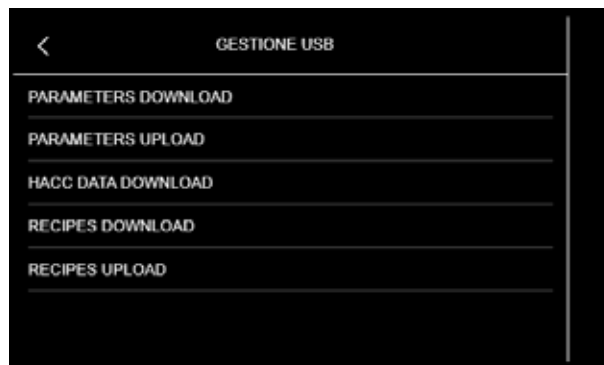 GESTIONE USB
PARAMETERS DOWNLOAD
PARAMETERS UPLOAD
HACC DATA DOWNLOAD
RECIPES DOWNLOAD
RECIPES UPLOAD